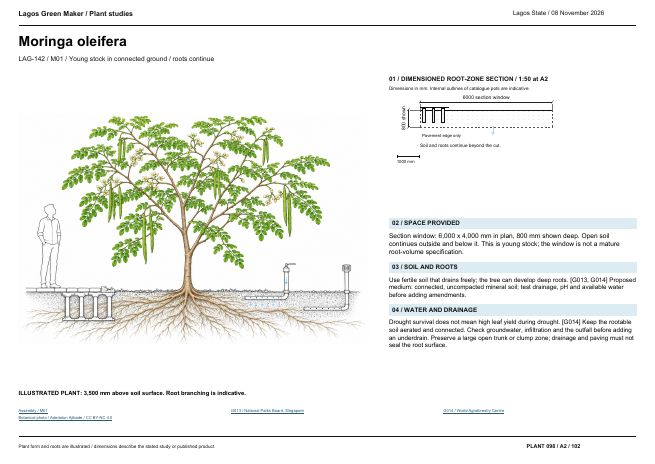 Lagos Green Maker / Plant studies
Lagos State / 08 November 2026
Moringa oleifera
LAG-142 / M01 / Young stock in connected ground / roots continue
01 / DIMENSIONED ROOT-ZONE SECTION / 1:50 at A2
Dimensions in mm. Internal outlines of catalogue pots are indicative.
6000 section window
800 shown
Pavement edge only
Soil and roots continue beyond the cut.
1000 mm
02 / SPACE PROVIDED
Section window: 6,000 x 4,000 mm in plan, 800 mm shown deep. Open soil
continues outside and below it. This is young stock; the window is not a mature
root-volume specification.
03 / SOIL AND ROOTS
Use fertile soil that drains freely; the tree can develop deep roots. [G013, G014] Proposed
medium: connected, uncompacted mineral soil; test drainage, pH and available water
before adding amendments.
04 / WATER AND DRAINAGE
Drought survival does not mean high leaf yield during drought. [G014] Keep the rootable
soil aerated and connected. Check groundwater, infiltration and the outfall before adding
an underdrain. Preserve a large open trunk or clump zone; drainage and paving must not
seal the root surface.
ILLUSTRATED PLANT: 3,500 mm above soil surface. Root branching is indicative.
Assembly / M01
G013 / National Parks Board, Singapore
G014 / World Agroforestry Centre
Plant form and roots are illustrated / dimensions describe the stated study or published product
PLANT 098 / A2 / 102